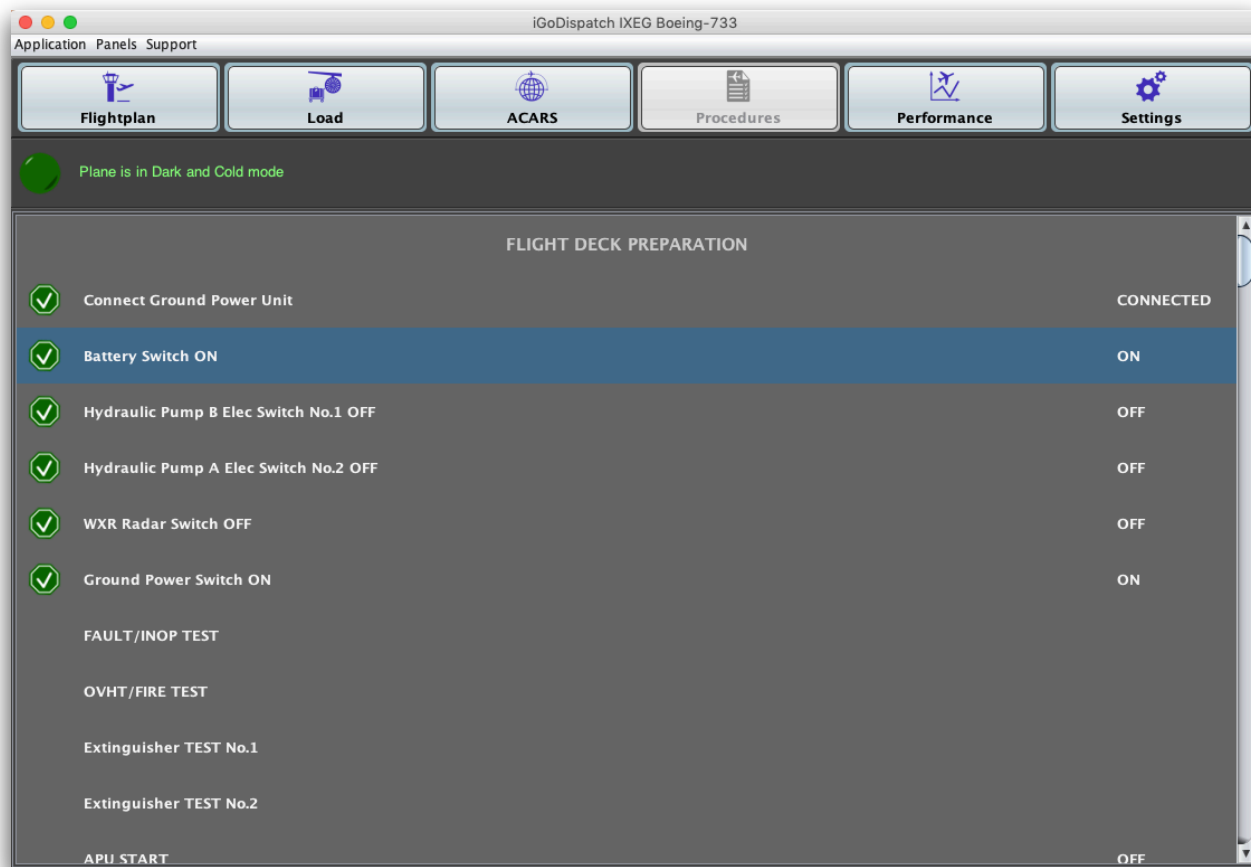 iGoDispatch IXEG Boeing-733
Application Panels Support
Flightplan Load ACARS Procedures Performance Settings
Plane is in Dark and Cold mode
FLIGHT DECK PREPARATION
Connect Ground Power Unit CONNECTED
Battery Switch ON ON
Hydraulic Pump B Elec Switch No.1 OFF OFF
Hydraulic Pump A Elec Switch No.2 OFF OFF
WXR Radar Switch OFF OFF
Ground Power Switch ON ON
FAULT/INOP TEST
OVHT/FIRE TEST
Extinguisher TEST No.1
Extinguisher TEST No.2
APU START OFF